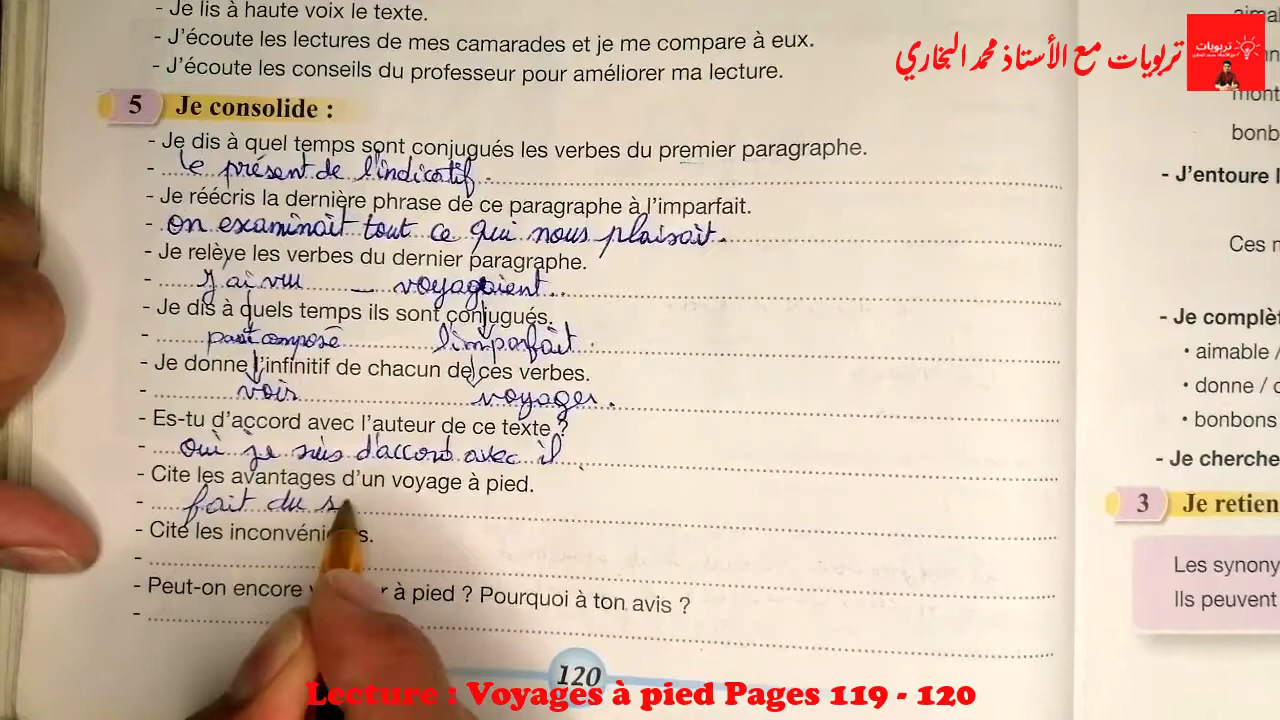 - Je lis à haute voix le texte.
- J'écoute les lectures de mes camarades et je me compare à eux.
- J'écoute les conseils du professeur pour améliorer ma lecture.
تربويات مع الأستاذ محمد البخاري
تربويات
5 Je consolide :
- Je dis à quel temps sont conjugués les verbes du premier paragraphe.
- le présent de l'indicatif.
- Je réécris la dernière phrase de ce paragraphe à l'imparfait.
- on examinait tout ce qui nous plaisait.
- Je relève les verbes du dernier paragraphe.
- J'ai vu _ voyagaient.
- Je dis à quels temps ils sont conjugués.
- passé composé l'imparfait.
- Je donne l'infinitif de chacun de ces verbes.
- voir voyager.
- Es-tu d'accord avec l'auteur de ce texte ?
- oui je suis d'accord avec il.
- Cite les avantages d'un voyage à pied.
- fait du s
- Cite les
- Peut-on encore à pied ? Pourquoi à ton avis ?
-
120
mont
bonb
- J'entoure l
Ces
- Je complèt
• aimable /
• donne /
• bonbons
- Je cherche
3 Je retien
Les synony
Ils peuvent
Lecture : Voyages à pied Pages 119 - 120